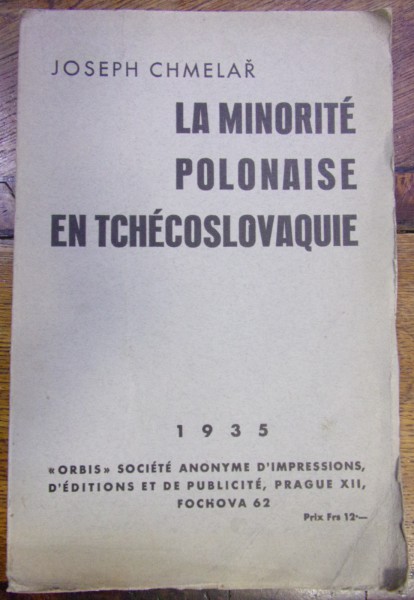 JOSEPH CHMELAŘ
LA MINORITÉ
POLONAISE
EN TCHÉCOSLOVAQUIE
1935
«ORBIS» SOCIÉTÉ ANONYME D'IMPRESSIONS,
D'ÉDITIONS ET DE PUBLICITÉ, PRAGUE XII,
FOCHOVA 62
Prix Frs 12·—